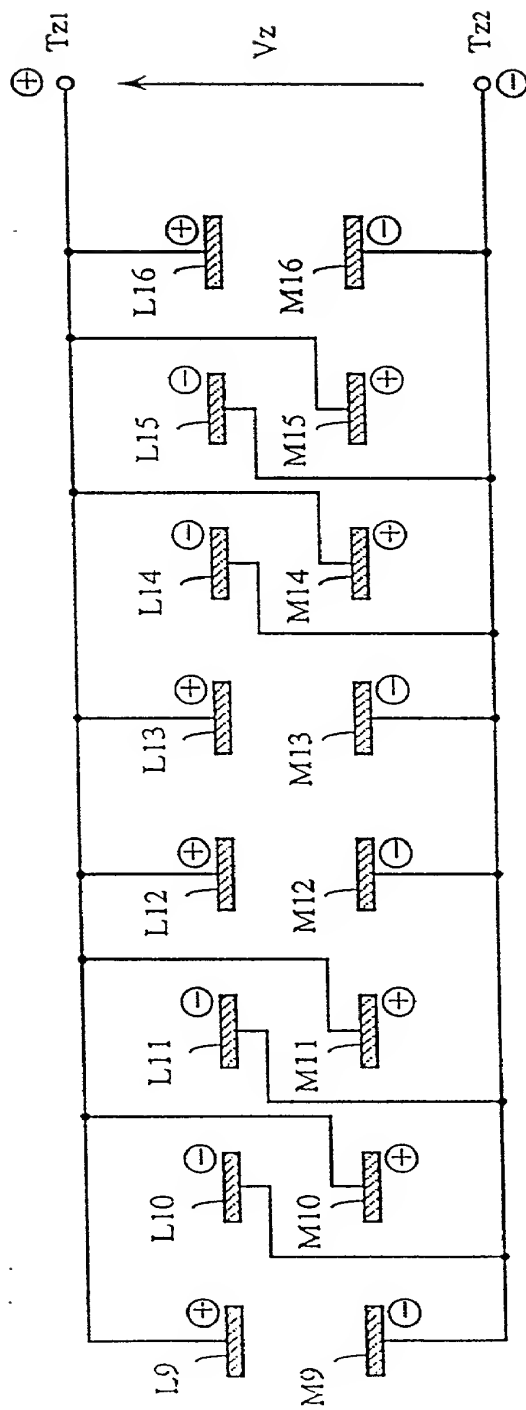 ⊕ Tz1
Vz
Tz2 ⊖
L16 ⊕
M16 ⊖
L15 ⊖
M15 ⊕
L14 ⊖
M14 ⊕
L13 ⊕
M13 ⊖
L12 ⊕
M12 ⊖
L11 ⊖
M11 ⊕
L10 ⊖
M10 ⊕
L9 ⊕
M9 ⊖